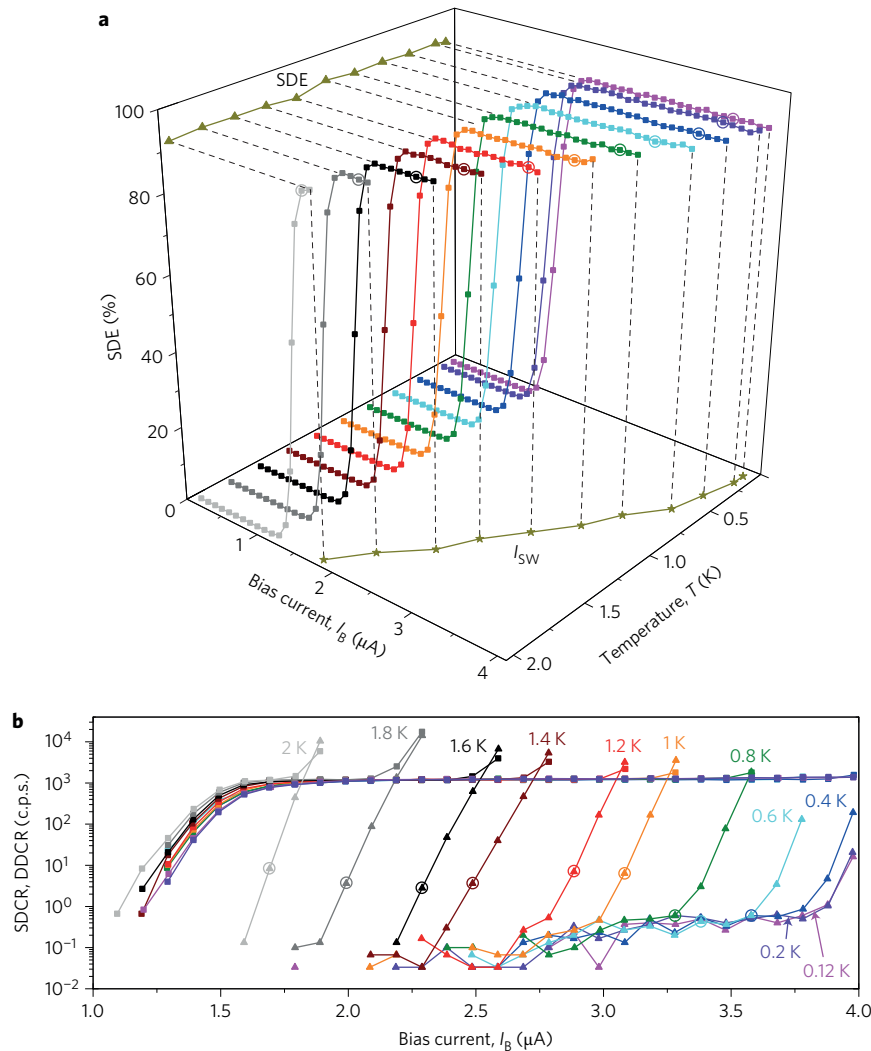 a
SDE
100
80
60
40
20
0
SDE (%)
1
2
3
4
Bias current, I_B (μA)
I_SW
0.5
1.0
1.5
2.0
Temperature, T (K)
b
10^4
10^3
10^2
10^1
10^0
10^-1
10^-2
SDCR, DDCR (c.p.s.)
2 K
1.8 K
1.6 K
1.4 K
1.2 K
1 K
0.8 K
0.6 K
0.4 K
0.2 K
0.12 K
1.0 1.5 2.0 2.5 3.0 3.5 4.0
Bias current, I_B (μA)